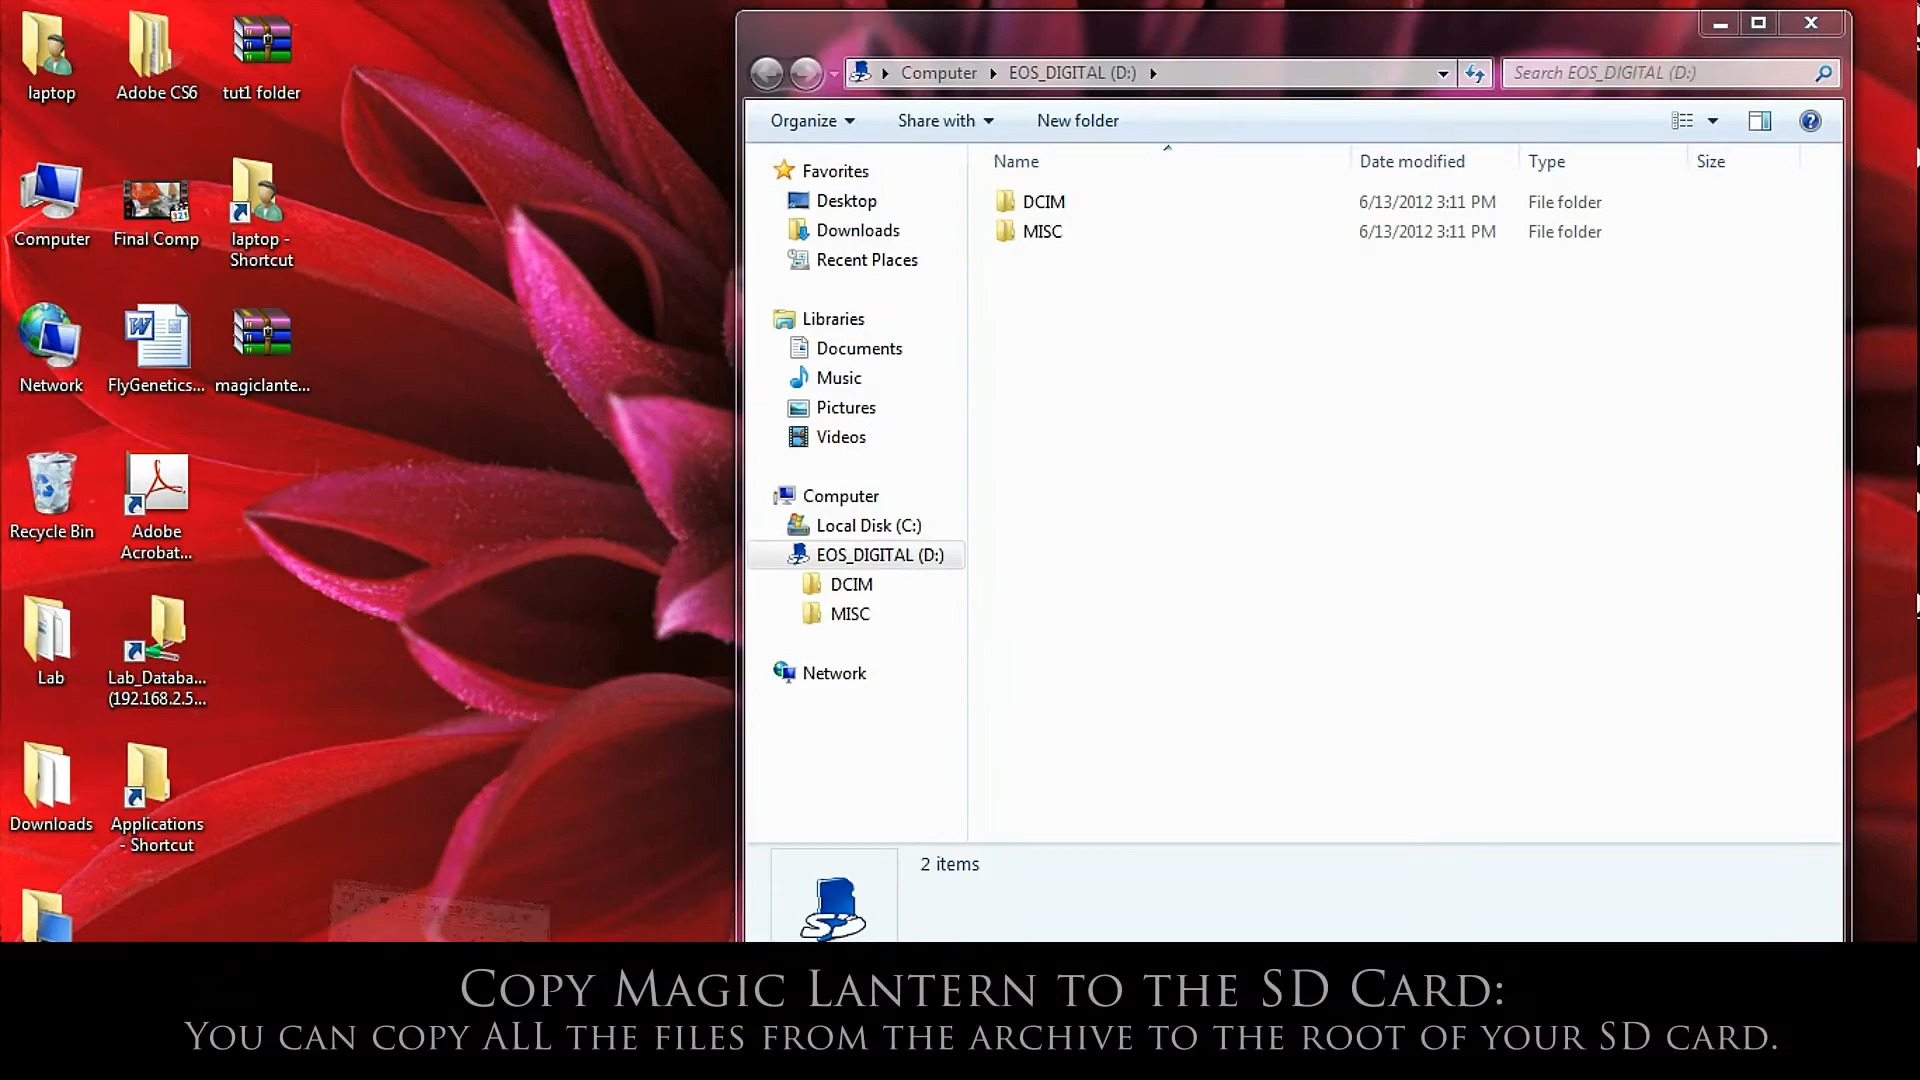 laptop
Adobe CS6
tut1 folder
Computer
Final Comp
laptop -
Shortcut
Network
FlyGenetics...
magiclante...
Recycle Bin
Adobe
Acrobat...
Lab
Lab_Databa...
(192.168.2.5...
Downloads
Applications
- Shortcut
Computer EOS_DIGITAL (D:)
Search EOS_DIGITAL (D:)
Organize Share with New folder
Name Date modified Type Size
DCIM 6/13/2012 3:11 PM File folder
MISC 6/13/2012 3:11 PM File folder
Favorites
Desktop
Downloads
Recent Places
Libraries
Documents
Music
Pictures
Videos
Computer
Local Disk (C:)
EOS_DIGITAL (D:)
DCIM
MISC
Network
2 items
COPY MAGIC LANTERN TO THE SD CARD:
YOU CAN COPY ALL THE FILES FROM THE ARCHIVE TO THE ROOT OF YOUR SD CARD.